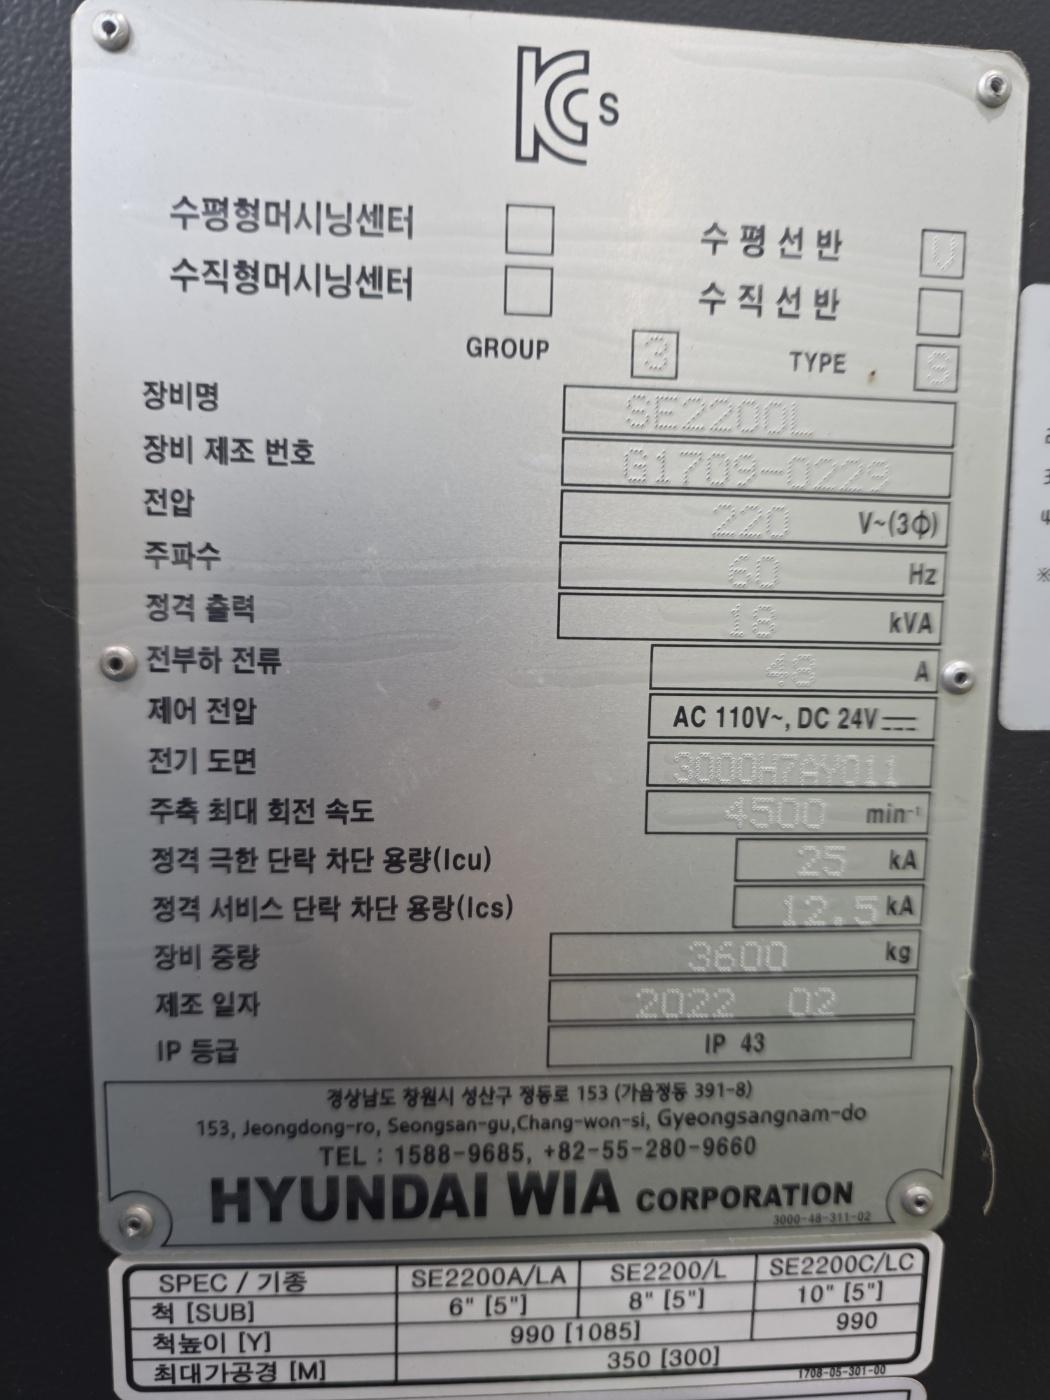 KCs
수평형머시닝센터
수평선반 V
수직형머시닝센터
수직선반
GROUP 3 TYPE S
장비명 SE2200L
장비 제조 번호 G1709-0229
전압 220 V~(3Φ)
주파수 60 Hz
정격 출력 18 kVA
전부하 전류 48 A
제어 전압 AC 110V~, DC 24V
전기 도면 3000H7AY011
주축 최대 회전 속도 4500 min⁻¹
정격 극한 단락 차단 용량(Icu) 25 kA
정격 서비스 단락 차단 용량(Ics) 12.5 kA
장비 중량 3600 kg
제조 일자 2022 02
IP 등급 IP 43
경상남도 창원시 성산구 정동로 153 (가음정동 391-8)
153, Jeongdong-ro, Seongsan-gu,Chang-won-si, Gyeongsangnam-do
TEL : 1588-9685, +82-55-280-9660
HYUNDAI WIA CORPORATION
3000-48-311-02
SPEC / 기종 SE2200A/LA SE2200/L SE2200C/LC
척 [SUB] 6" [5"] 8" [5"] 10" [5"]
척높이 [Y] 990 [1085] 990
최대가공경 [M] 350 [300]
1708-05-301-00